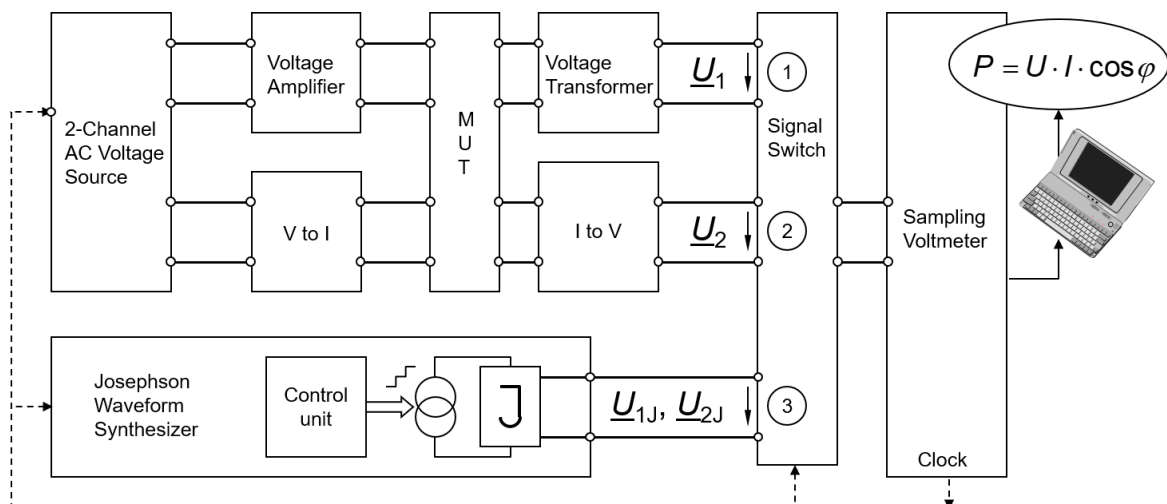 2-Channel
AC Voltage
Source
Voltage
Amplifier
V to I
M
U
T
Voltage
Transformer
I to V
U1
U2
1
2
Signal
Switch
Sampling
Voltmeter
P = U · I · cos φ
Josephson
Waveform
Synthesizer
Control
unit
J
U1J, U2J
3
Clock